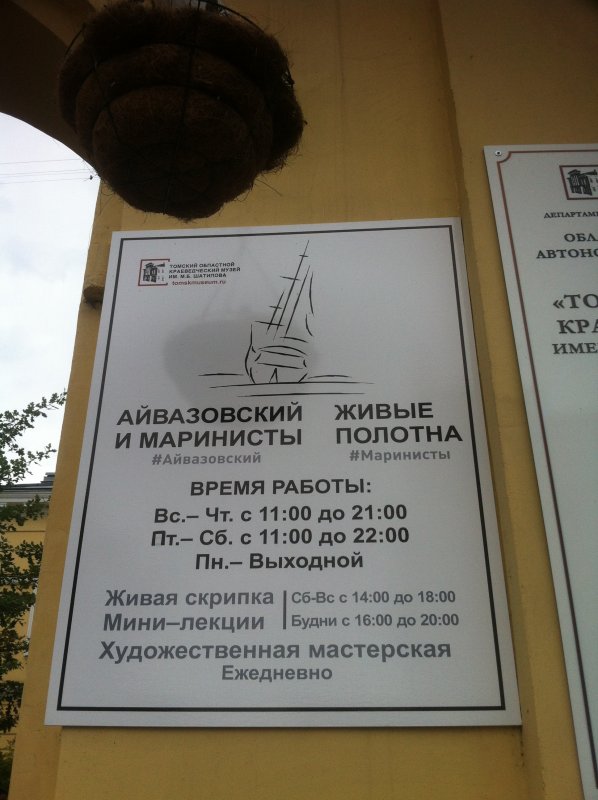 ТОМСКИЙ ОБЛАСТНОЙ
КРАЕВЕДЧЕСКИЙ МУЗЕЙ
ИМ. М.Б. ШАТИЛОВА
tomskmuseum.ru
АЙВАЗОВСКИЙ
И МАРИНИСТЫ
#Айвазовский
ЖИВЫЕ
ПОЛОТНА
#Маринисты
ВРЕМЯ РАБОТЫ:
Вс.– Чт. с 11:00 до 21:00
Пт.– Сб. с 11:00 до 22:00
Пн.– Выходной
Живая скрипка
Мини–лекции
Сб-Вс с 14:00 до 18:00
Будни с 16:00 до 20:00
Художественная мастерская
Ежедневно
ДЕПАРТАМ
ОБЛ
АВТОНО
«ТО
КРА
ИМЕ